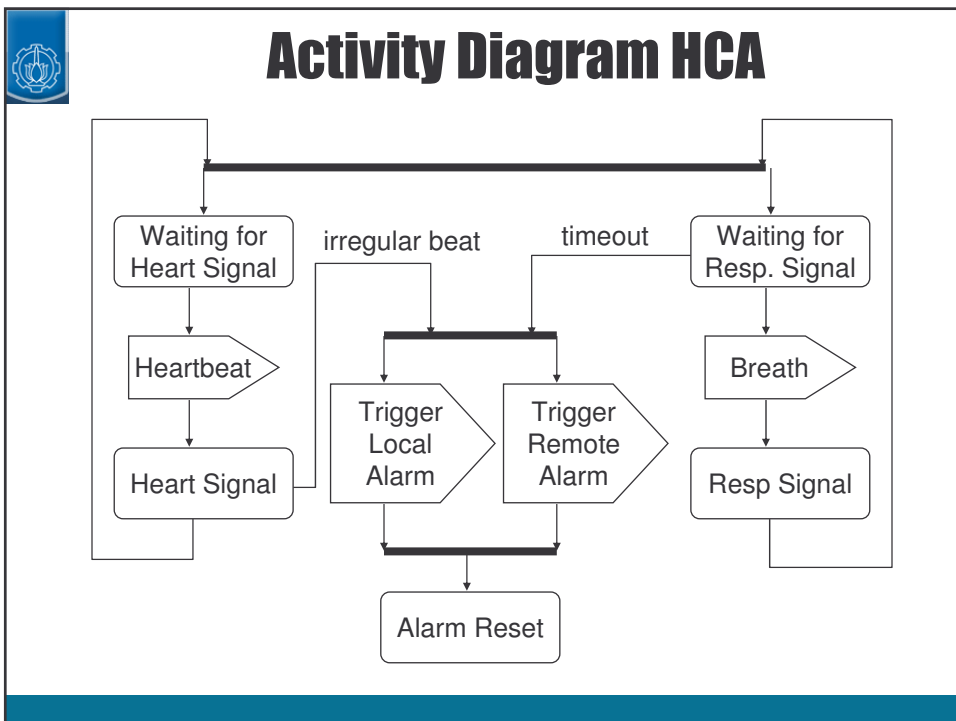 Activity Diagram HCA
Waiting for
Heart Signal
irregular beat
timeout
Waiting for
Resp. Signal
Heartbeat
Breath
Trigger
Local
Alarm
Trigger
Remote
Alarm
Heart Signal
Resp Signal
Alarm Reset